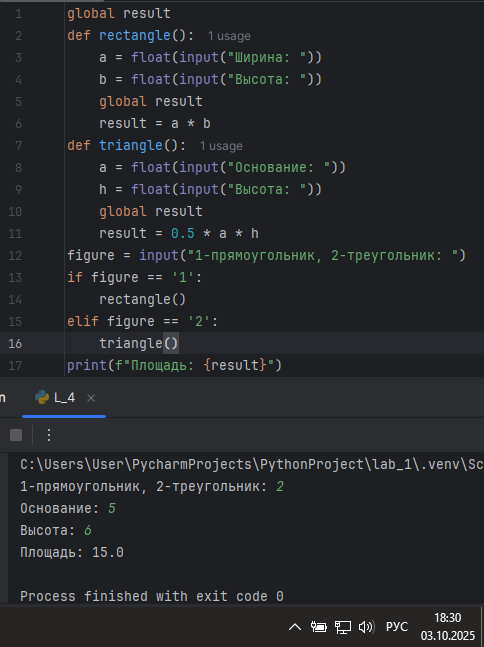 1 global result
2 def rectangle(): 1 usage
3     a = float(input("Ширина: "))
4     b = float(input("Высота: "))
5     global result
6     result = a * b
7 def triangle(): 1 usage
8     a = float(input("Основание: "))
9     h = float(input("Высота: "))
10     global result
11     result = 0.5 * a * h
12 figure = input("1-прямоугольник, 2-треугольник: ")
13 if figure == '1':
14     rectangle()
15 elif figure == '2':
16     triangle()
17 print(f"Площадь: {result}")
n L_4 ×
C:\Users\User\PycharmProjects\PythonProject\lab_1\.venv\Sc
1-прямоугольник, 2-треугольник: 2
Основание: 5
Высота: 6
Площадь: 15.0
Process finished with exit code 0
РУС 18:30
03.10.2025